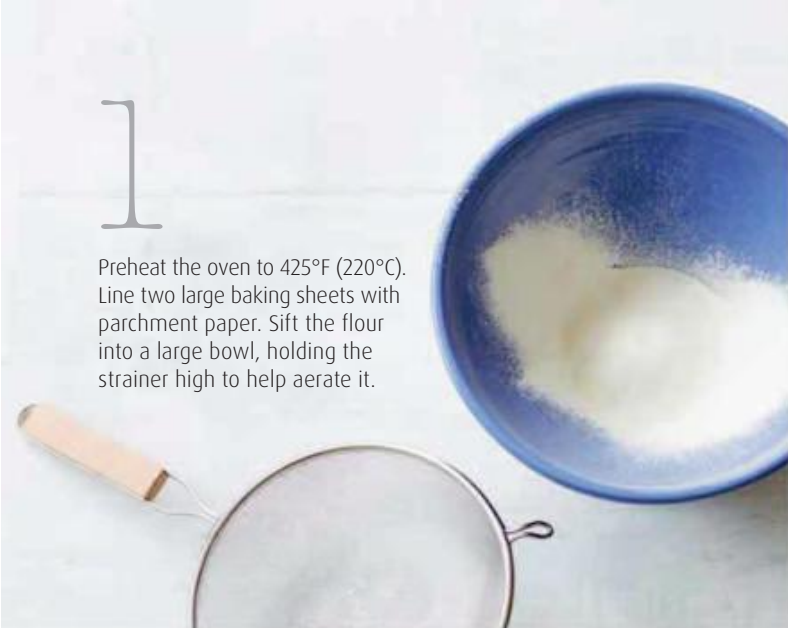 1
Preheat the oven to 425°F (220°C).
Line two large baking sheets with
parchment paper. Sift the flour
into a large bowl, holding the
strainer high to help aerate it.